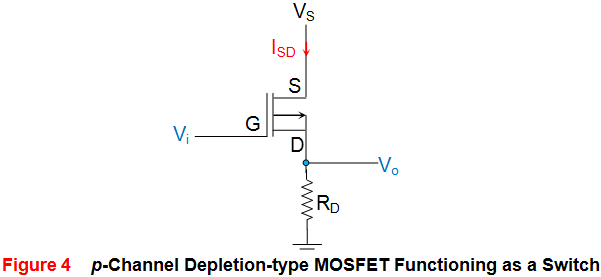 VS
ISD
S
G
Vi
D
Vo
RD
Figure 4 p-Channel Depletion-type MOSFET Functioning as a Switch